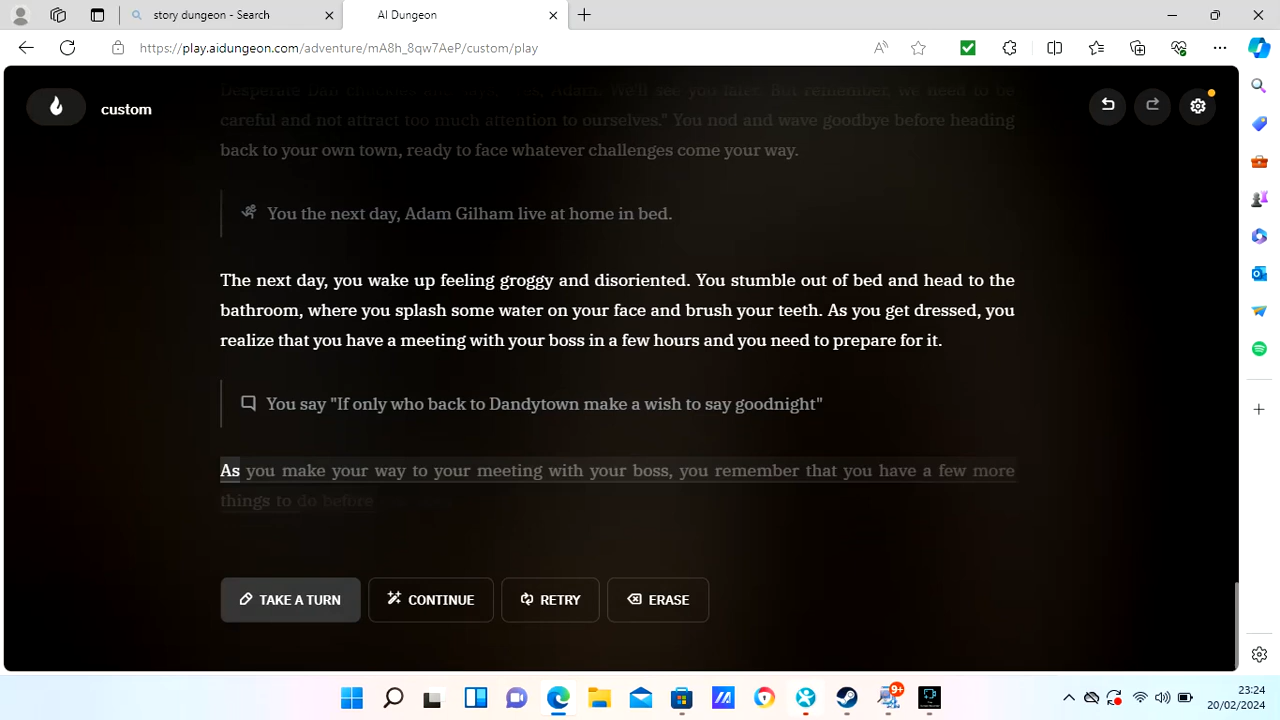 story dungeon - Search
AI Dungeon
https://play.aidungeon.com/adventure/mA8h_8qw7AeP/custom/play
custom
careful and not attract too much attention to ourselves." You nod and wave goodbye before heading
back to your own town, ready to face whatever challenges come your way.
You the next day, Adam Gilham live at home in bed.
The next day, you wake up feeling groggy and disoriented. You stumble out of bed and head to the
bathroom, where you splash some water on your face and brush your teeth. As you get dressed, you
realize that you have a meeting with your boss in a few hours and you need to prepare for it.
You say "If only who back to Dandytown make a wish to say goodnight"
As you make your way to your meeting with your boss, you remember that you have a few more
things to do before
TAKE A TURN
CONTINUE
RETRY
ERASE
9+
23:24
20/02/2024